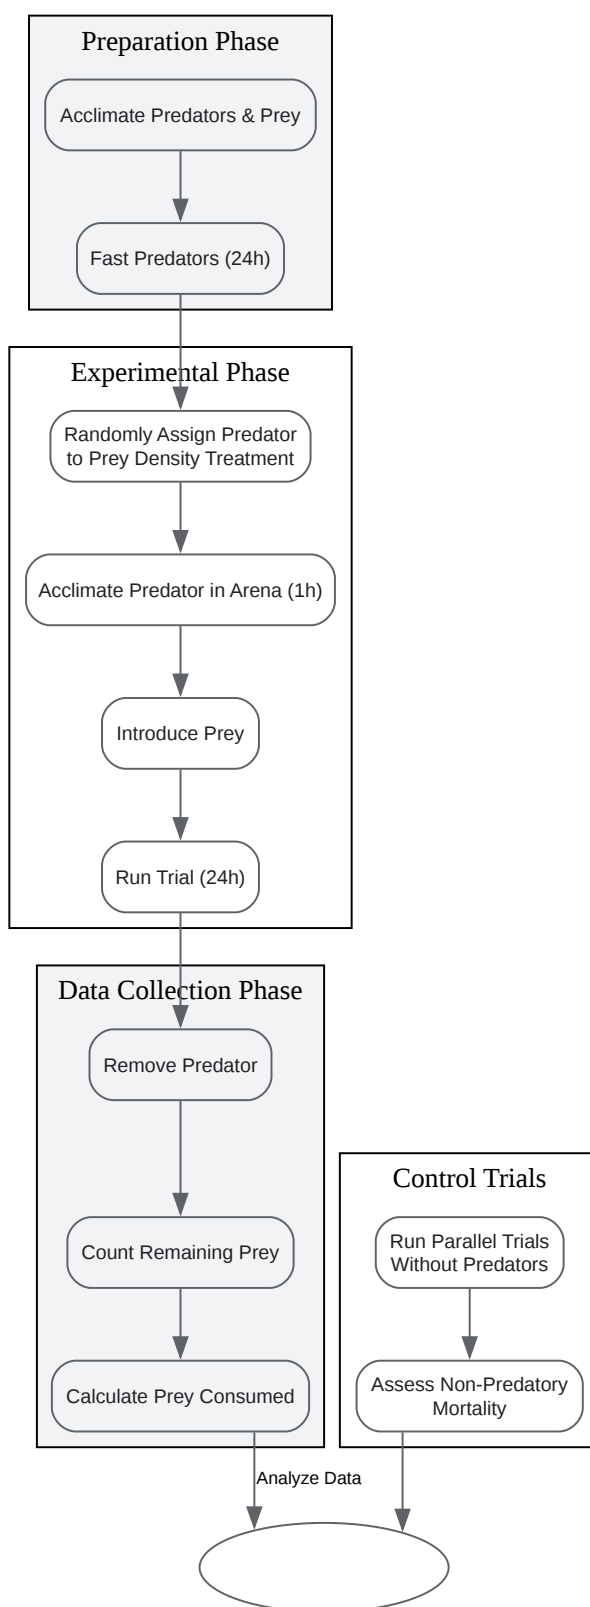 Preparation Phase
Acclimate Predators & Prey
Fast Predators (24h)
Experimental Phase
Randomly Assign Predator
to Prey Density Treatment
Acclimate Predator in Arena (1h)
Introduce Prey
Run Trial (24h)
Data Collection Phase
Remove Predator
Count Remaining Prey
Calculate Prey Consumed
Control Trials
Run Parallel Trials
Without Predators
Assess Non-Predatory
Mortality
Analyze Data